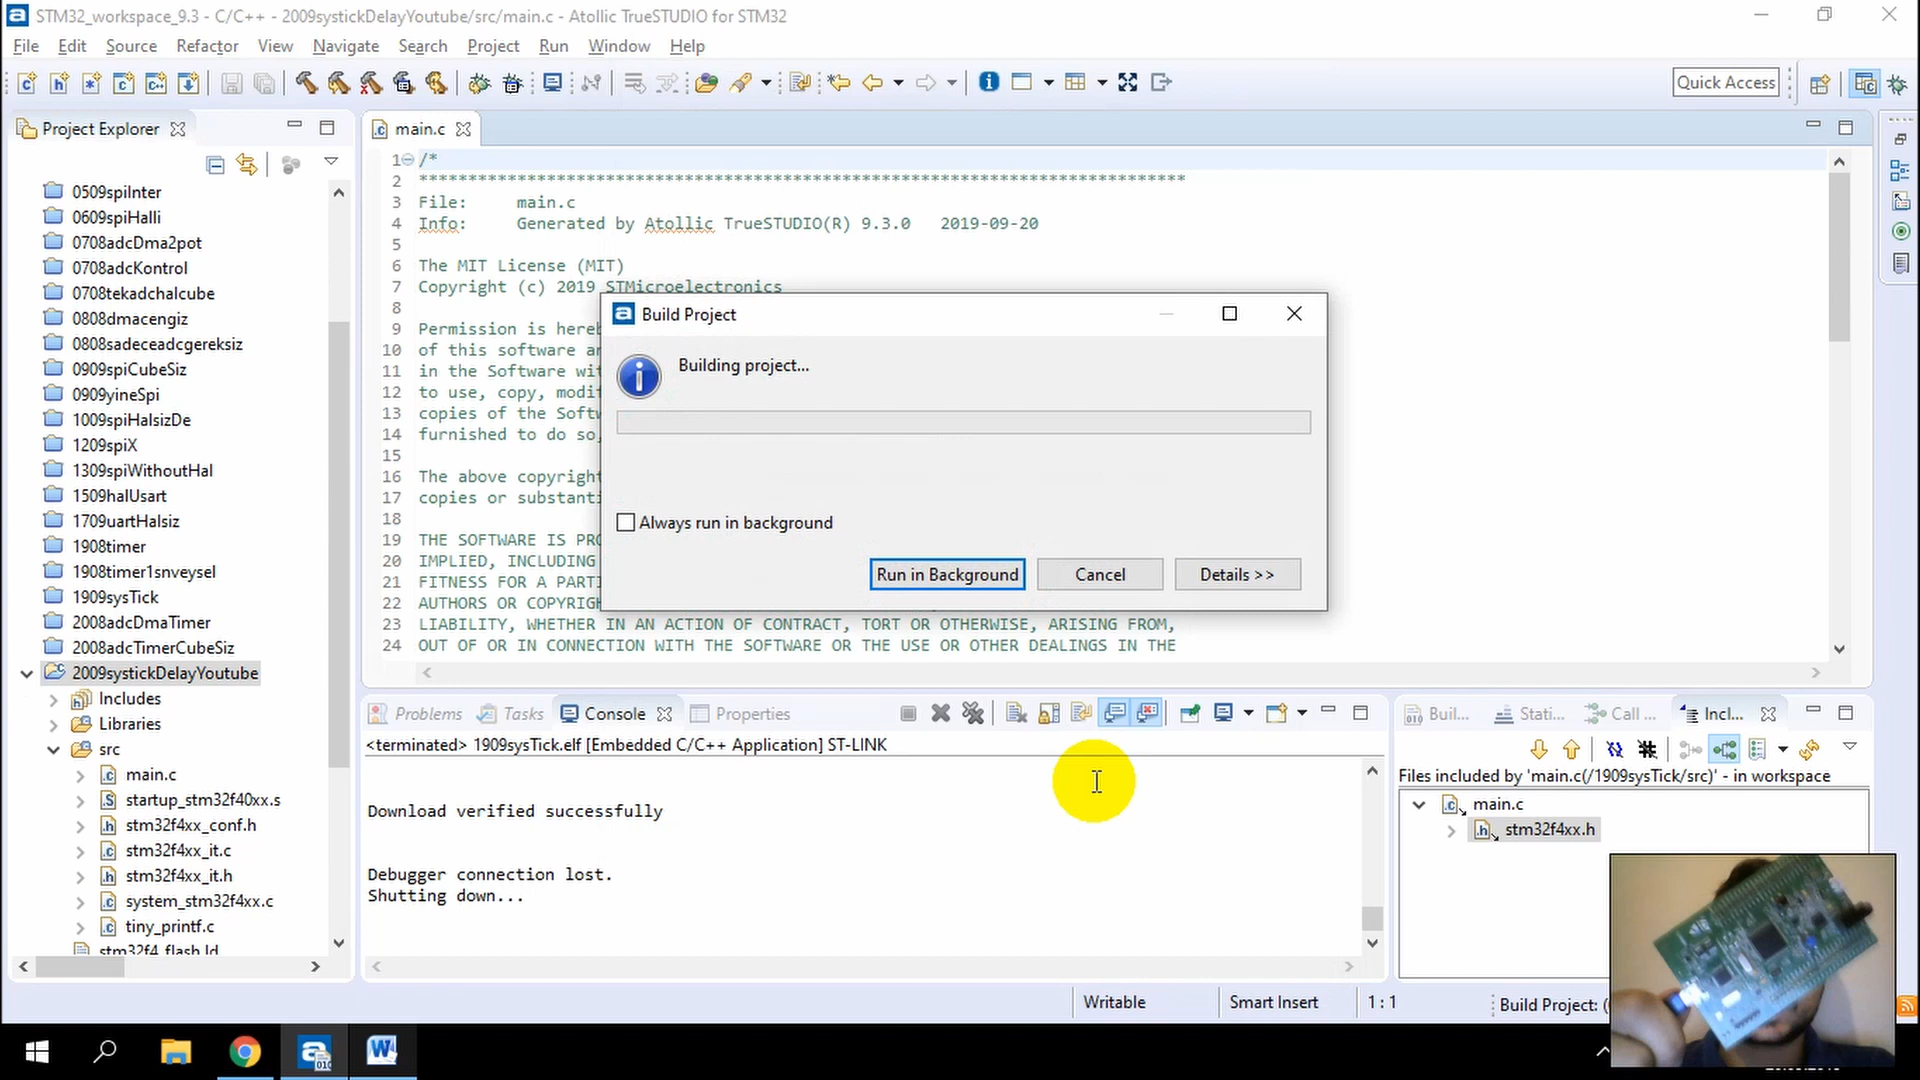 STM32_workspace_9.3 - C/C++ - 2009systickDelayYoutube/src/main.c - Atollic TrueSTUDIO for STM32
File Edit Source Refactor View Navigate Search Project Run Window Help
Quick Access
Project Explorer
0509spiInter
0609spiHalli
0708adcDma2pot
0708adcKontrol
0708tekadchalcube
0808dmacengiz
0808sadeceadcgereksiz
0909spiCubeSiz
0909yineSpi
1009spiHalsizDe
1209spiX
1309spiWithoutHal
1509halUsart
1709uartHalsiz
1908timer
1908timer1snveysel
1909sysTick
2008adcDmaTimer
2008adcTimerCubeSiz
2009systickDelayYoutube
Includes
Libraries
src
main.c
startup_stm32f40xx.s
stm32f4xx_conf.h
stm32f4xx_it.c
stm32f4xx_it.h
system_stm32f4xx.c
tiny_printf.c
stm32f4_flash.ld
main.c
1 /*
2 ******************************************************************************
3 File: main.c
4 Info: Generated by Atollic TrueSTUDIO(R) 9.3.0 2019-09-20
5
6 The MIT License (MIT)
7 Copyright (c) 2019 STMicroelectronics
8
9 Permission is
10 of this software
11 in the Software
12 to use, copy,
13 copies of the
14 furnished to do so,
15
16 The above copyright
17 copies or
18
19 THE SOFTWARE IS
20 IMPLIED, INCLUDING
21 FITNESS FOR A
22 AUTHORS OR
23 LIABILITY, WHETHER IN AN ACTION OF CONTRACT, TORT OR OTHERWISE, ARISING FROM,
24 OUT OF OR IN CONNECTION WITH THE SOFTWARE OR THE USE OR OTHER DEALINGS IN THE
Build Project
Building project...
Always run in background
Run in Background Cancel Details >>
Problems Tasks Console Properties
<terminated> 1909sysTick.elf [Embedded C/C++ Application] ST-LINK
Download verified successfully
Debugger connection lost.
Shutting down...
Buil... Stati... Call ... Incl...
Files included by 'main.c(/1909sysTick/src)' - in workspace
main.c
stm32f4xx.h
Writable Smart Insert 1 : 1 Build Project: (